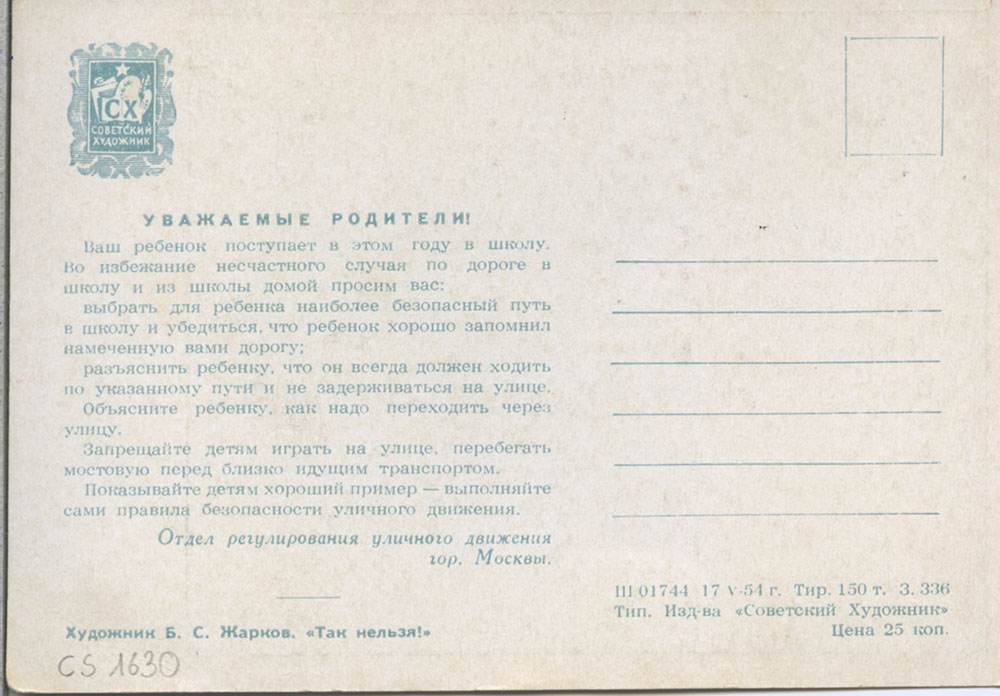 СХ
СОВЕТСКИЙ
ХУДОЖНИК
УВАЖАЕМЫЕ РОДИТЕЛИ!
Ваш ребенок поступает в этом году в школу.
Во избежание несчастного случая по дороге в
школу и из школы домой просим вас:
выбрать для ребенка наиболее безопасный путь
в школу и убедиться, что ребенок хорошо запомнил
намеченную вами дорогу;
разъяснить ребенку, что он всегда должен ходить
по указанному пути и не задерживаться на улице.
Объясните ребенку, как надо переходить через
улицу.
Запрещайте детям играть на улице, перебегать
мостовую перед близко идущим транспортом.
Показывайте детям хороший пример — выполняйте
сами правила безопасности уличного движения.
Отдел регулирования уличного движения
гор. Москвы.
Художник Б. С. Жарков. «Так нельзя!»
CS 1630
Ш 01744 17 V-54 г. Тир. 150 т. З. 336
Тип. Изд-ва «Советский Художник»
Цена 25 коп.